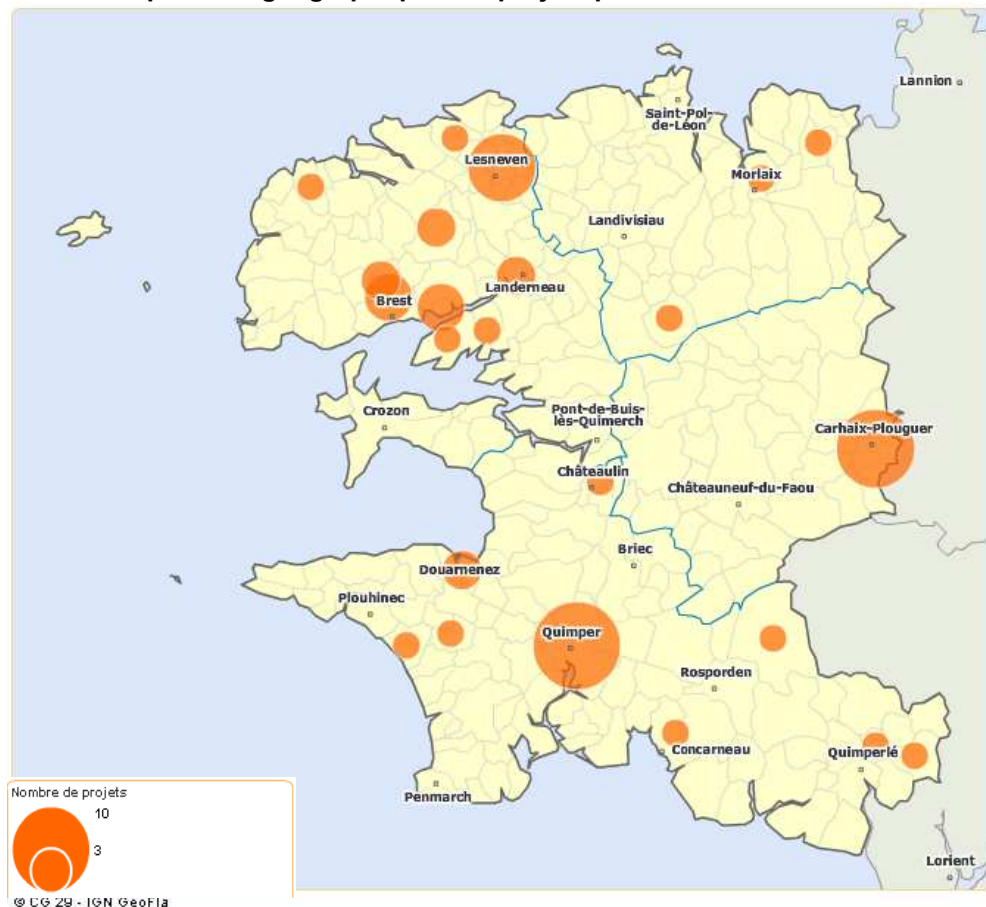 Lannion
Saint-Pol-
de-Léon
Lesneven
Morlaix
Landivisiau
Landerneau
Brest
Crozon
Pont-de-Buis-
lès-Quimerch
Carhaix-Plouguer
Châteaulin
Châteauneuf-du-Faou
Briec
Douarnenez
Plouhinec
Quimper
Rosporden
Concarneau
Quimperlé
Penmarch
Lorient
Nombre de projets
10
3
© CG 29 - IGN GeoFla